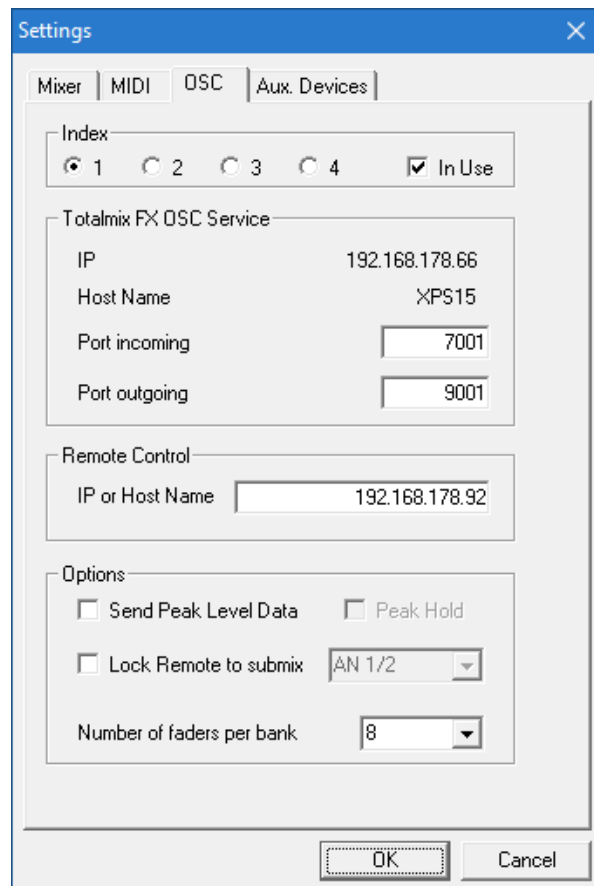 Settings
Mixer MIDI OSC Aux. Devices
Index
1 2 3 4 In Use
Totalmix FX OSC Service
IP 192.168.178.66
Host Name XPS15
Port incoming 7001
Port outgoing 9001
Remote Control
IP or Host Name 192.168.178.92
Options
Send Peak Level Data Peak Hold
Lock Remote to submix AN 1/2
Number of faders per bank 8
OK Cancel